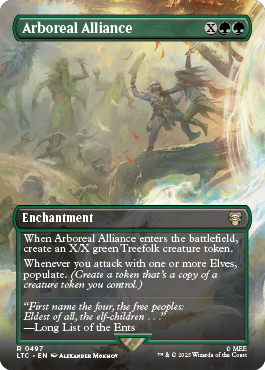 Arboreal Alliance X
Enchantment
When Arboreal Alliance enters the battlefield,
create an X/X green Treefolk creature token.
Whenever you attack with one or more Elves,
populate. (Create a token that's a copy of a
creature token you control.)
"First name the four, the free peoples:
Eldest of all, the elf-children . . ."
—Long List of the Ents
R 0497
LTC • EN Alexander Mokhov
© MEE
™ & © 2023 Wizards of the Coast